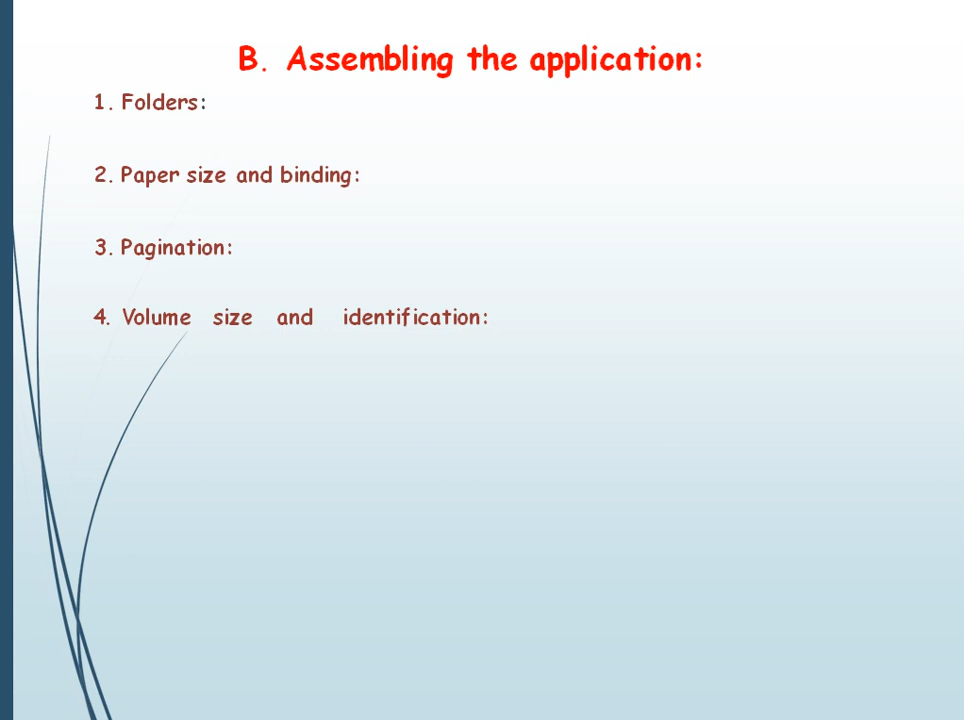 B. Assembling the application:
1. Folders:
2. Paper size and binding:
3. Pagination:
4. Volume size and identification: